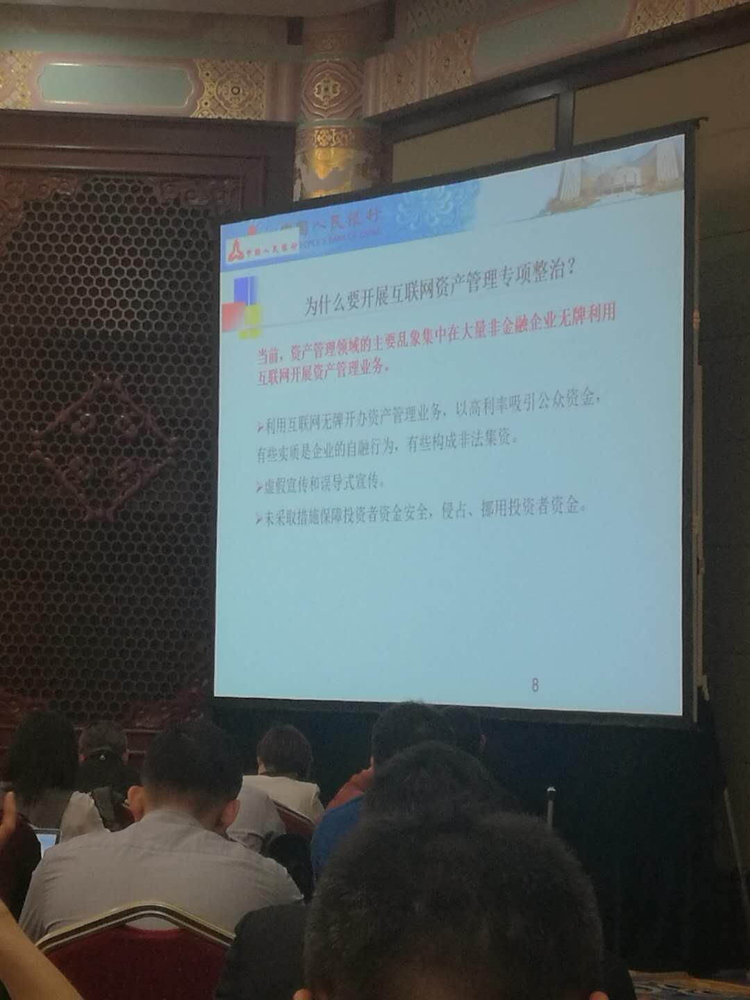 中国人民银行
PEOPLE'S BANK OF CHINA
中国人民银行
为什么要开展互联网资产管理专项整治？
当前，资产管理领域的主要乱象集中在大量非金融企业无牌利用
互联网开展资产管理业务。
➢利用互联网无牌开办资产管理业务，以高利率吸引公众资金，
有些实质是企业的自融行为，有些构成非法集资。
➢虚假宣传和误导式宣传。
➢未采取措施保障投资者资金安全，侵占、挪用投资者资金。
8